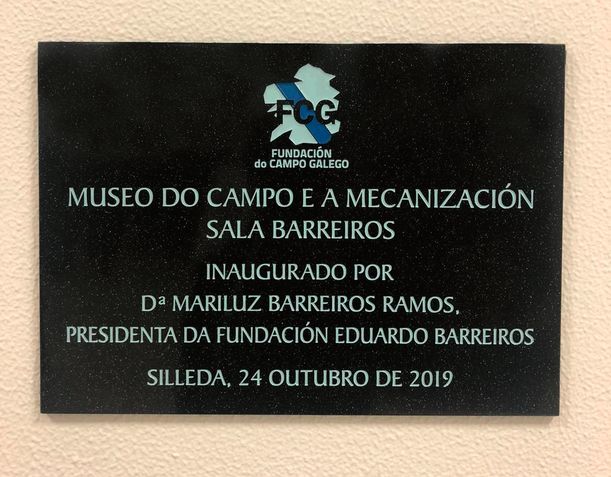 FCG
FUNDACIÓN
do CAMPO GALEGO
MUSEO DO CAMPO E A MECANIZACIÓN
SALA BARREIROS
INAUGURADO POR
Dª MARILUZ BARREIROS RAMOS,
PRESIDENTA DA FUNDACIÓN EDUARDO BARREIROS
SILLEDA, 24 OUTUBRO DE 2019